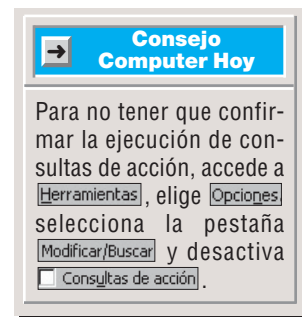 Consejo
Computer Hoy
Para no tener que confir-
mar la ejecución de con-
sultas de acción, accede a
Herramientas, elige Opciones
selecciona la pestaña
Modificar/Buscar y desactiva
Consultas de acción.